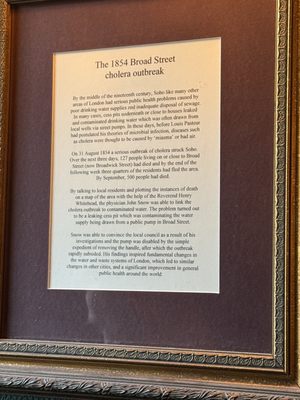 The 1854 Broad Street
cholera outbreak
By the middle of the nineteenth century, Soho like many other
areas of London had serious public health problems caused by
poor drinking water supplies and inadequate disposal of sewage.
In many cases, cess pits underneath or close to houses leaked
and contaminated drinking water which was often drawn from
local wells via street pumps. In these days, before Louis Pasteur
had postulated his theories of microbial infection, diseases such
as cholera were thought to be caused by 'miasma' or bad air.
On 31 August 1854 a serious outbreak of cholera struck Soho.
Over the next three days, 127 people living on or close to Broad
Street (now Broadwick Street) had died and by the end of the
following week three quarters of the residents had fled the area.
By September, 500 people had died.
By talking to local residents and plotting the instances of death
on a map of the area with the help of the Reverend Henry
Whitehead, the physician John Snow was able to link the
cholera outbreak to contaminated water. The problem turned out
to be a leaking cess pit which was contaminating the water
supply being drawn from a public pump in Broad Street.
Snow was able to convince the local council as a result of his
investigations and the pump was disabled by the simple
expedient of removing the handle, after which the outbreak
rapidly subsided. His findings inspired fundamental changes in
the water and waste systems of London, which led to similar
changes in other cities, and a significant improvement in general
public health around the world.